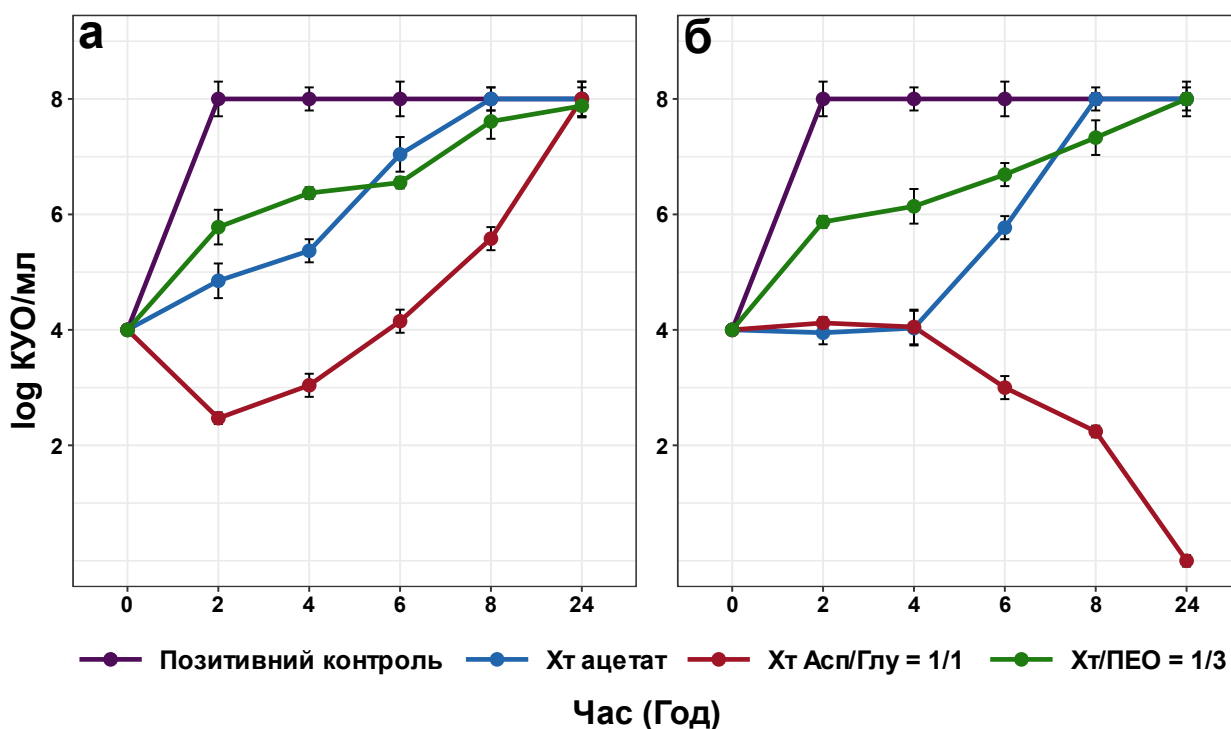 а
б
8
6
4
2
8
6
4
2
log КУО/мл
0 2 4 6 8 24
0 2 4 6 8 24
Позитивний контроль Хт ацетат Хт Асп/Глу = 1/1 Хт/ПЕО = 1/3
Час (Год)